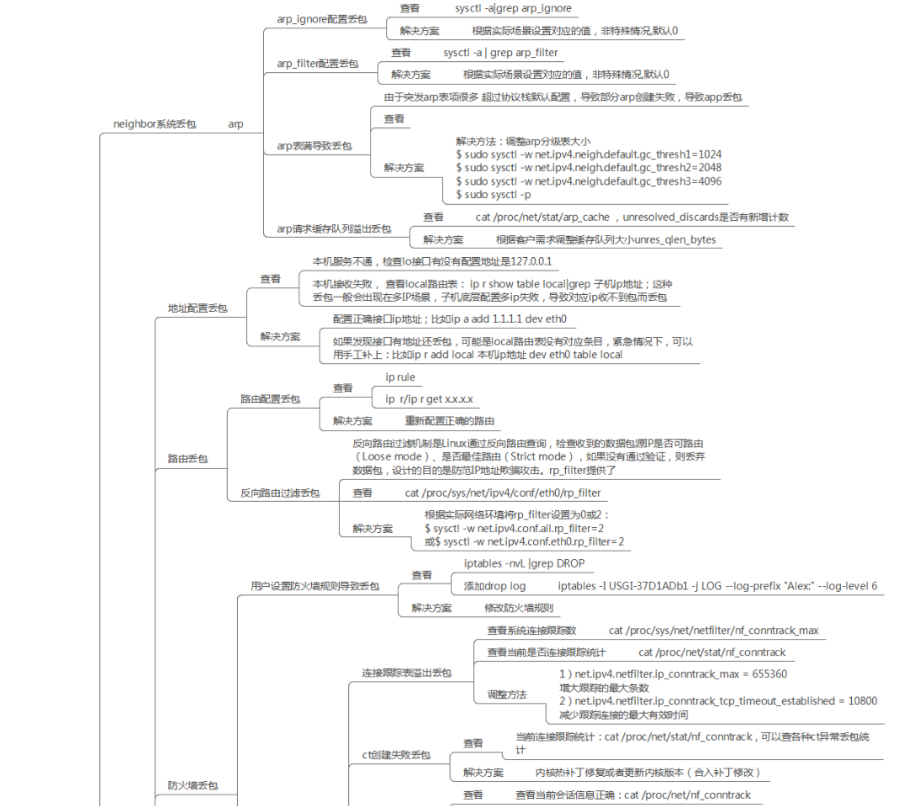 arp_ignore配置丢包
查看 sysctl -a|grep arp_ignore
解决方案 根据实际场景设置对应的值，非特殊情况,默认0
arp_filter配置丢包
查看 sysctl -a | grep arp_filter
解决方案 根据实际场景设置对应的值，非特殊情况,默认0
neighbor系统丢包 arp
arp表满导致丢包
由于突发arp表项很多 超过协议栈默认配置，导致部分arp创建失败，导致app丢包
查看
解决方案
解决方法：调整arp分级表大小
$ sudo sysctl -w net.ipv4.neigh.default.gc_thresh1=1024
$ sudo sysctl -w net.ipv4.neigh.default.gc_thresh2=2048
$ sudo sysctl -w net.ipv4.neigh.default.gc_thresh3=4096
$ sudo sysctl -p
arp请求缓存队列溢出丢包
查看 cat /proc/net/stat/arp_cache ，unresolved_discards是否有新增计数
解决方案 根据客户需求调整缓存队列大小unres_qlen_bytes
地址配置丢包
查看
本机服务不通，检查lo接口有没有配置地址是127.0.0.1
本机接收失败， 查看local路由表： ip r show table local|grep 子机ip地址；这种
丢包一般会出现在多IP场景，子机底层配置多ip失败，导致对应ip收不到包而丢包
解决方案
配置正确接口ip地址；比如ip a add 1.1.1.1 dev eth0
如果发现接口有地址还丢包，可能是local路由表没有对应条目，紧急情况下，可以
用手工补上：比如ip r add local 本机ip地址 dev eth0 table local
路由丢包
路由配置丢包
查看
ip rule
ip r/ip r get x.x.x.x
解决方案 重新配置正确的路由
反向路由过滤丢包
反向路由过滤机制是Linux通过反向路由查询，检查收到的数据包源IP是否可路由
（Loose mode）、是否最佳路由（Strict mode），如果没有通过验证，则丢弃
数据包，设计的目的是防范IP地址欺骗攻击。rp_filter提供了
查看 cat /proc/sys/net/ipv4/conf/eth0/rp_filter
解决方案
根据实际网络环境将rp_filter设置为0或2：
$ sysctl -w net.ipv4.conf.all.rp_filter=2
或$ sysctl -w net.ipv4.conf.eth0.rp_filter=2
防火墙丢包
用户设置防火墙规则导致丢包
查看
iptables -nvL |grep DROP
添加drop log iptables -I USGI-37D1ADb1 -j LOG --log-prefix "Alex:" --log-level 6
解决方案 修改防火墙规则
连接跟踪表溢出丢包
查看系统连接跟踪数 cat /proc/sys/net/netfilter/nf_conntrack_max
查看当前是否连接跟踪统计 cat /proc/net/stat/nf_conntrack
调整方法
1 ) net.ipv4.netfilter.ip_conntrack_max = 655360
增大跟踪的最大条数
2 ) net.ipv4.netfilter.ip_conntrack_tcp_timeout_established = 10800
减少跟踪连接的最大有效时间
ct创建失败丢包
查看
当前连接跟踪统计：cat /proc/net/stat/nf_conntrack，可以查各种ct异常丢包统
计
解决方案 内核热补丁修复或者更新内核版本（合入补丁修改）
查看 查看当前会话信息正确：cat /proc/net/nf_conntrack